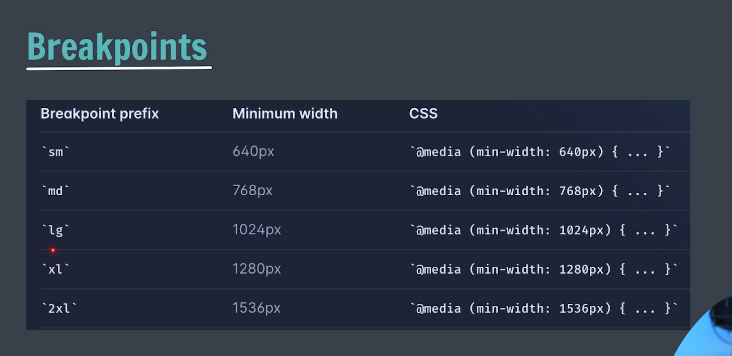 Breakpoints
Breakpoint prefix Minimum width CSS
`sm` 640px `@media (min-width: 640px) { ... }`
`md` 768px `@media (min-width: 768px) { ... }`
`lg` 1024px `@media (min-width: 1024px) { ... }`
`xl` 1280px `@media (min-width: 1280px) { ... }`
`2xl` 1536px `@media (min-width: 1536px) { ... }`